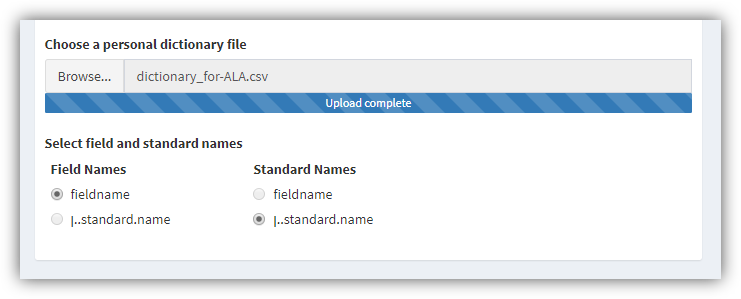 Choose a personal dictionary file
Browse... dictionary_for-ALA.csv
Upload complete
Select field and standard names
Field Names Standard Names
fieldname fieldname
|..standard.name |..standard.name